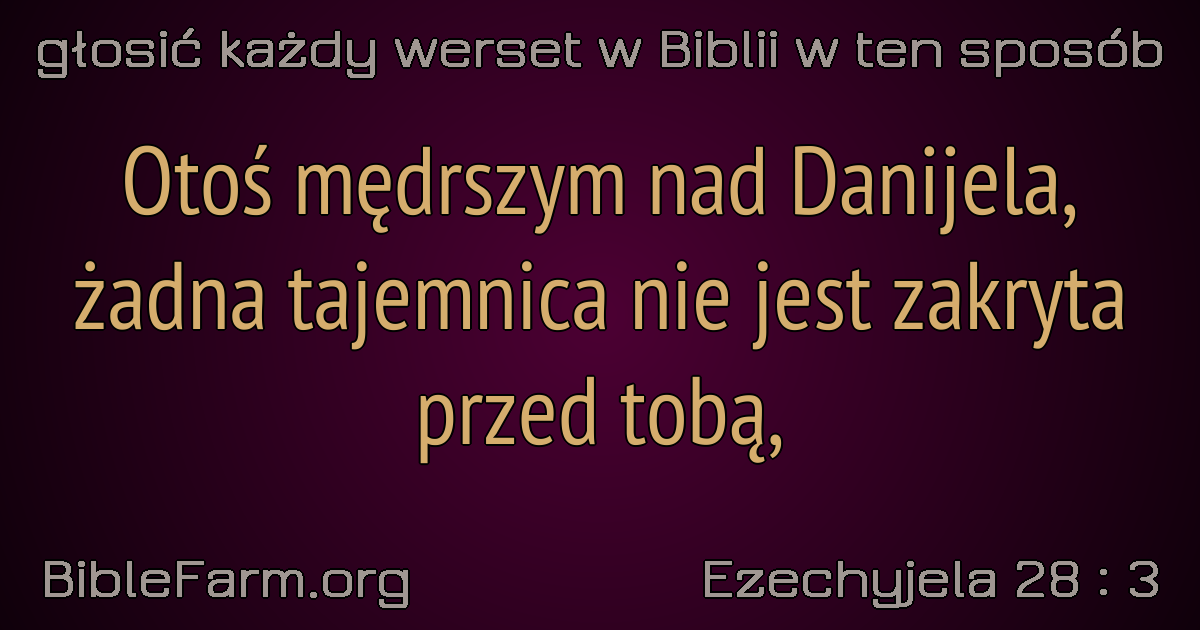 głosić każdy werset w Biblii w ten sposób
Otoś mędrszym nad Danijela,
żadna tajemnica nie jest zakryta
przed tobą,
BibleFarm.org
Ezechyjela 28 : 3